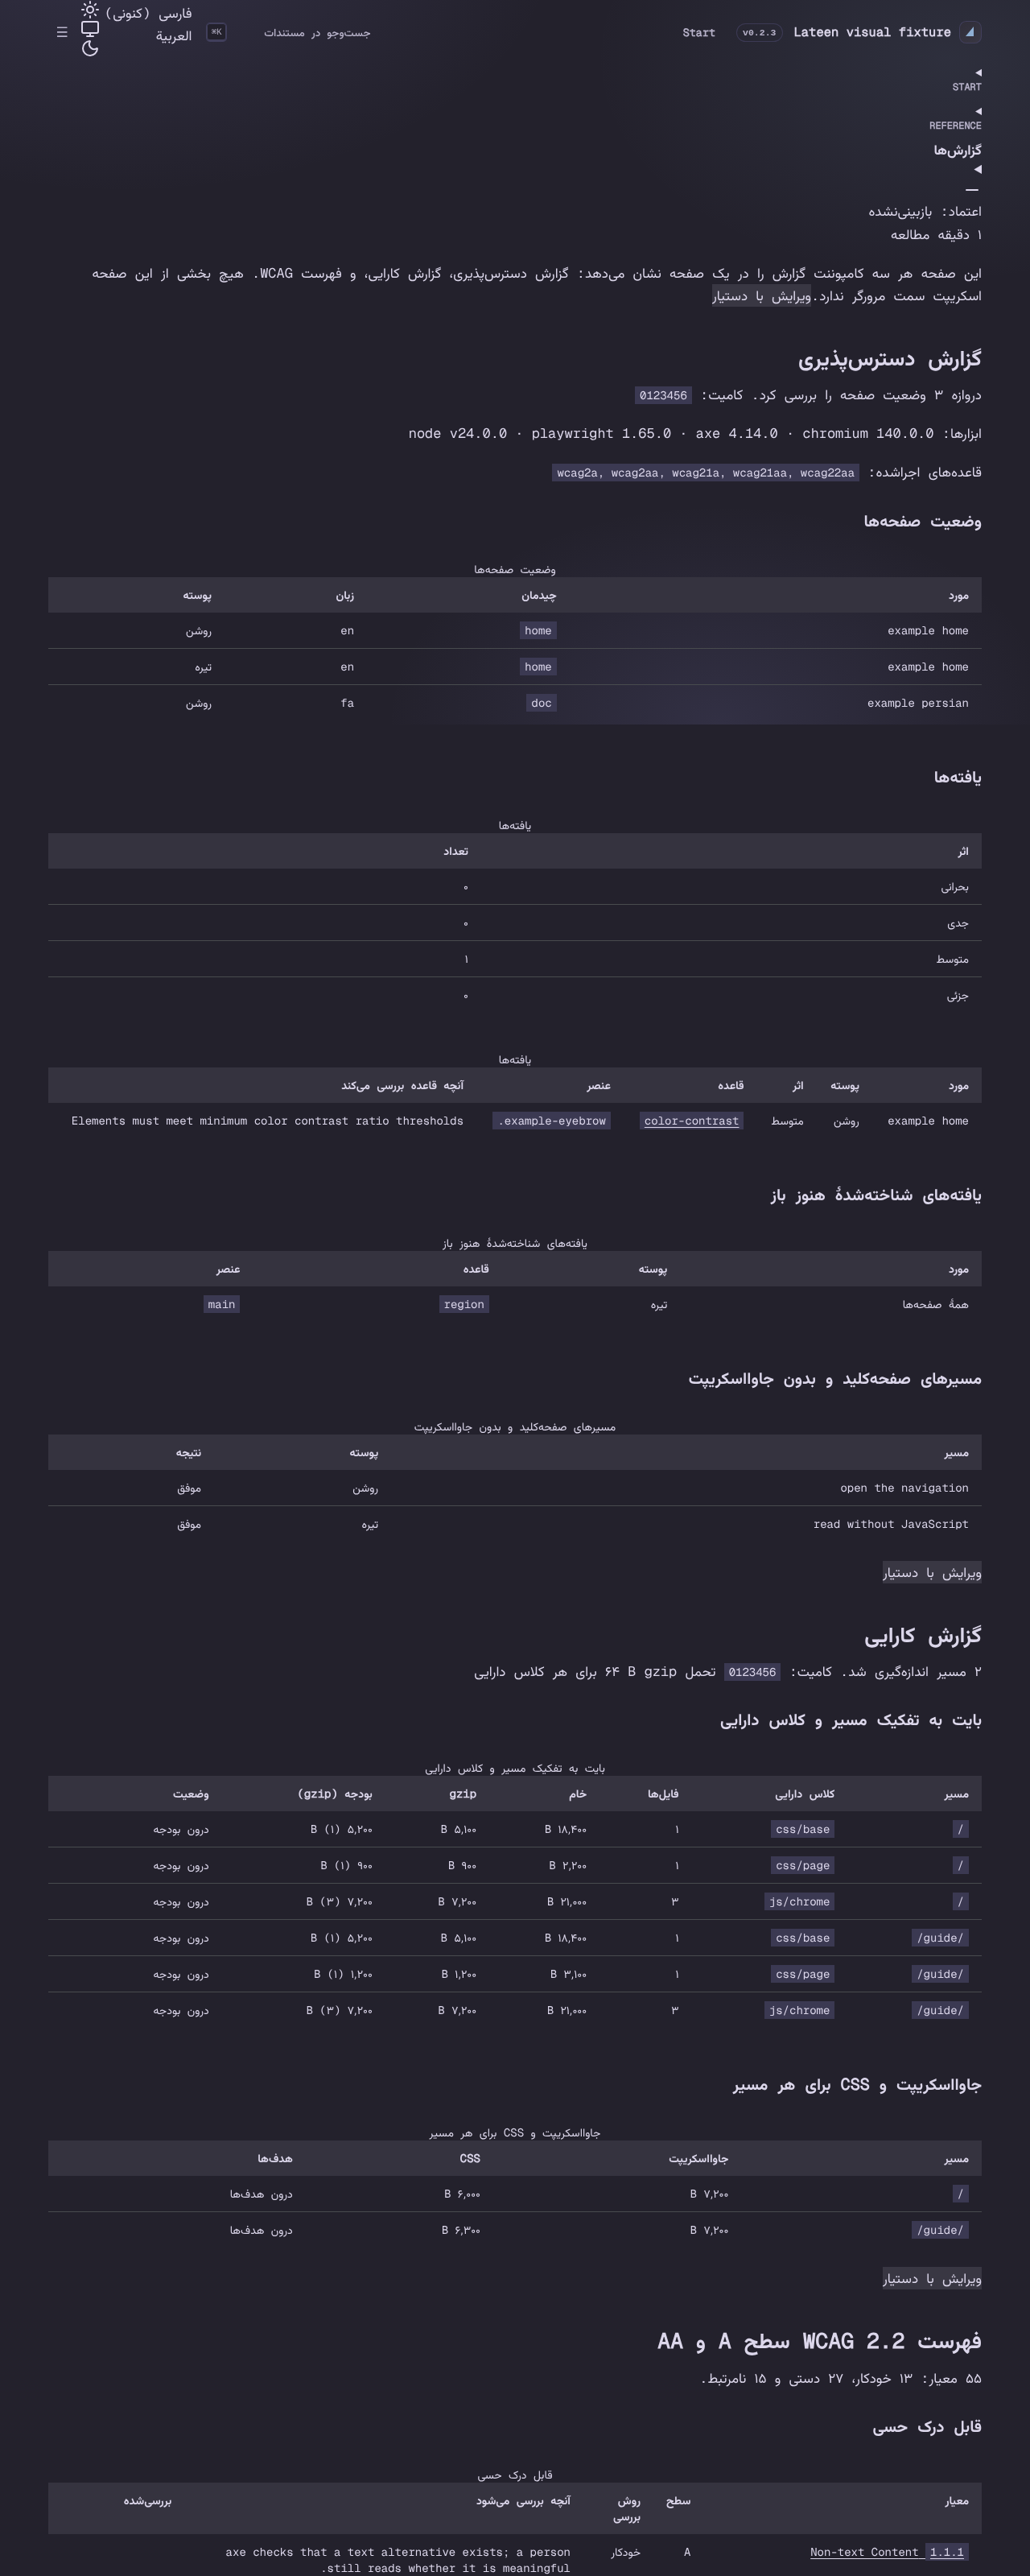 Lateen visual fixture v0.2.3 Start جست‌وجو در مستندات ⌘K فارسی (کنونی)
العربية
START
REFERENCE
گزارش‌ها
اعتماد: بازبینی‌نشده
۱ دقیقه مطالعه
این صفحه هر سه کامپوننت گزارش را در یک صفحه نشان می‌دهد: گزارش دسترس‌پذیری، گزارش کارایی، و فهرست WCAG. هیچ بخشی از این صفحه
اسکریپت سمت مرورگر ندارد.ویرایش با دستیار
گزارش دسترس‌پذیری
دروازه ۳ وضعیت صفحه را بررسی کرد. کامیت: 0123456
ابزارها: node v24.0.0 · playwright 1.65.0 · axe 4.14.0 · chromium 140.0.0
قاعده‌های اجراشده: wcag2a, wcag2aa, wcag21a, wcag21aa, wcag22aa
وضعیت صفحه‌ها
وضعیت صفحه‌ها
مورد چیدمان زبان پوسته
example home home en روشن
example home home en تیره
example persian doc fa روشن
یافته‌ها
یافته‌ها
اثر تعداد
بحرانی ۰
جدی ۰
متوسط ۱
جزئی ۰
یافته‌ها
مورد پوسته اثر قاعده عنصر آنچه قاعده بررسی می‌کند
example home روشن متوسط color-contrast .example-eyebrow Elements must meet minimum color contrast ratio thresholds
یافته‌های شناخته‌شدهٔ هنوز باز
یافته‌های شناخته‌شدهٔ هنوز باز
مورد پوسته قاعده عنصر
همهٔ صفحه‌ها تیره region main
مسیرهای صفحه‌کلید و بدون جاوااسکریپت
مسیرهای صفحه‌کلید و بدون جاوااسکریپت
مسیر پوسته نتیجه
open the navigation روشن موفق
read without JavaScript تیره موفق
ویرایش با دستیار
گزارش کارایی
۲ مسیر اندازه‌گیری شد. کامیت: 0123456 تحمل ۶۴ B gzip برای هر کلاس دارایی
بایت به تفکیک مسیر و کلاس دارایی
بایت به تفکیک مسیر و کلاس دارایی
مسیر کلاس دارایی فایل‌ها خام gzip بودجه (gzip) وضعیت
/ css/base ۱ ۱۸٬۴۰۰ B ۵٬۱۰۰ B ۵٬۲۰۰ B (۱) درون بودجه
/ css/page ۱ ۲٬۲۰۰ B ۹۰۰ B ۹۰۰ B (۱) درون بودجه
/ js/chrome ۳ ۲۱٬۰۰۰ B ۷٬۲۰۰ B ۷٬۲۰۰ B (۳) درون بودجه
/guide/ css/base ۱ ۱۸٬۴۰۰ B ۵٬۱۰۰ B ۵٬۲۰۰ B (۱) درون بودجه
/guide/ css/page ۱ ۳٬۱۰۰ B ۱٬۲۰۰ B ۱٬۲۰۰ B (۱) درون بودجه
/guide/ js/chrome ۳ ۲۱٬۰۰۰ B ۷٬۲۰۰ B ۷٬۲۰۰ B (۳) درون بودجه
جاوااسکریپت و CSS برای هر مسیر
جاوااسکریپت و CSS برای هر مسیر
مسیر جاوااسکریپت CSS هدف‌ها
/ ۷٬۲۰۰ B ۶٬۰۰۰ B درون هدف‌ها
/guide/ ۷٬۲۰۰ B ۶٬۳۰۰ B درون هدف‌ها
ویرایش با دستیار
فهرست WCAG 2.2 سطح A و AA
۵۵ معیار: ۱۳ خودکار، ۲۷ دستی و ۱۵ نامرتبط.
قابل درک حسی
قابل درک حسی
معیار سطح روش بررسی آنچه بررسی می‌شود بررسی‌شده
1.1.1 Non-text Content A خودکار axe checks that a text alternative exists; a person
still reads whether it is meaningful.